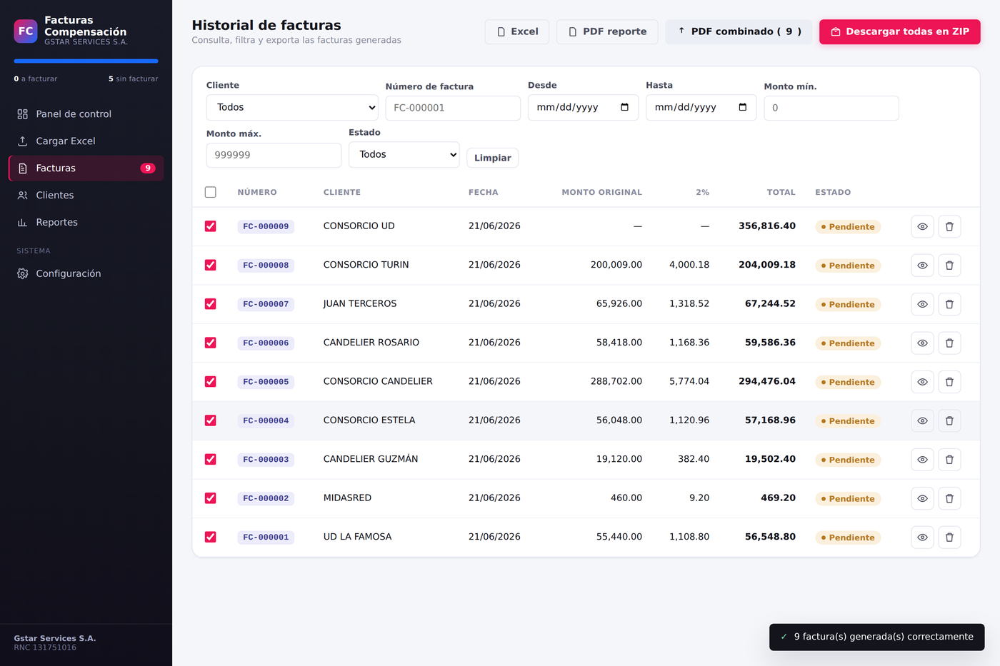 FC
Facturas
Compensación
GSTAR SERVICES S.A.
0 a facturar
5 sin facturar
Panel de control
Cargar Excel
Facturas
9
Clientes
Reportes
SISTEMA
Configuración
Gstar Services S.A.
RNC 131751016
Historial de facturas
Consulta, filtra y exporta las facturas generadas
Excel
PDF reporte
PDF combinado ( 9 )
Descargar todas en ZIP
Cliente
Número de factura
Desde
Hasta
Monto mín.
Todos
FC-000001
mm/dd/yyyy
mm/dd/yyyy
0
Monto máx.
Estado
999999
Todos
Limpiar
NÚMERO CLIENTE FECHA MONTO ORIGINAL 2% TOTAL ESTADO
FC-000009 CONSORCIO UD 21/06/2026 — — 356,816.40 Pendiente
FC-000008 CONSORCIO TURIN 21/06/2026 200,009.00 4,000.18 204,009.18 Pendiente
FC-000007 JUAN TERCEROS 21/06/2026 65,926.00 1,318.52 67,244.52 Pendiente
FC-000006 CANDELIER ROSARIO 21/06/2026 58,418.00 1,168.36 59,586.36 Pendiente
FC-000005 CONSORCIO CANDELIER 21/06/2026 288,702.00 5,774.04 294,476.04 Pendiente
FC-000004 CONSORCIO ESTELA 21/06/2026 56,048.00 1,120.96 57,168.96 Pendiente
FC-000003 CANDELIER GUZMÁN 21/06/2026 19,120.00 382.40 19,502.40 Pendiente
FC-000002 MIDASRED 21/06/2026 460.00 9.20 469.20 Pendiente
FC-000001 UD LA FAMOSA 21/06/2026 55,440.00 1,108.80 56,548.80 Pendiente
✓ 9 factura(s) generada(s) correctamente